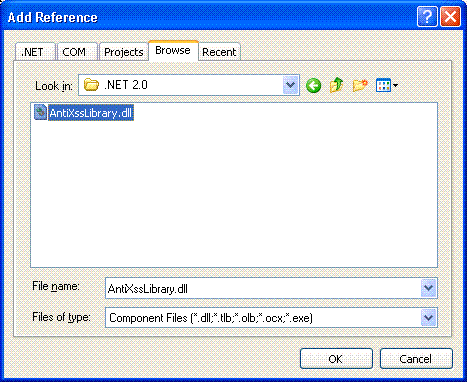 Add Reference
.NET COM Projects Browse Recent
Look in: .NET 2.0
AntiXssLibrary.dll
File name: AntiXssLibrary.dll
Files of type: Component Files (*.dll;*.tlb;*.olb;*.ocx;*.exe)
OK Cancel